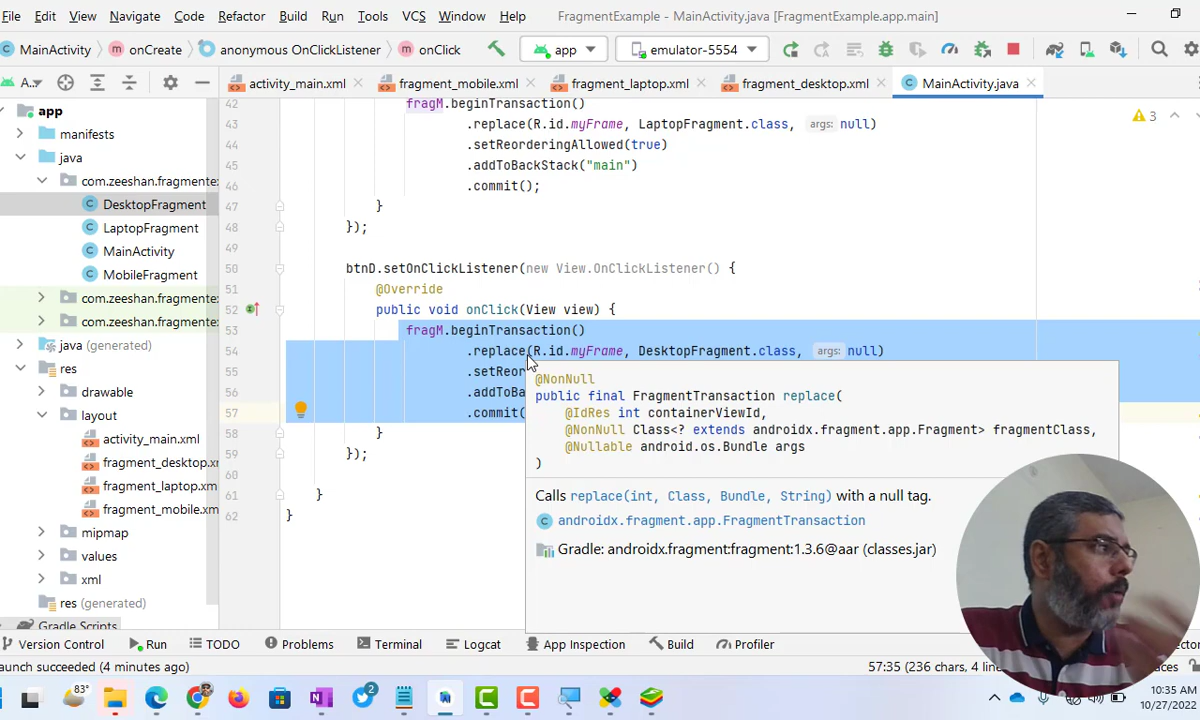 File Edit View Navigate Code Refactor Build Run Tools VCS Window Help FragmentExample - MainActivity.java [FragmentExample.app.main]
MainActivity onCreate anonymous OnClickListener onClick app emulator-5554
A... activity_main.xml fragment_mobile.xml fragment_laptop.xml fragment_desktop.xml MainActivity.java
app
manifests
java
com.zeeshan.fragmente:
DesktopFragment
LaptopFragment
MainActivity
MobileFragment
com.zeeshan.fragmente:
com.zeeshan.fragmente:
java (generated)
res
drawable
layout
activity_main.xml
fragment_desktop.xm
fragment_laptop.xml
fragment_mobile.xm
mipmap
values
xml
res (generated)
Gradle Scripts
3
42 fragM.beginTransaction()
43 .replace(R.id.myFrame, LaptopFragment.class, args: null)
44 .setReorderingAllowed(true)
45 .addToBackStack("main")
46 .commit();
47 }
48 });
49
50 btnD.setOnClickListener(new View.OnClickListener() {
51 @Override
52 public void onClick(View view) {
53 fragM.beginTransaction()
54 .replace(R.id.myFrame, DesktopFragment.class, args: null)
55 .setReor
56 .addToBa
57 .commit(
58 }
59 });
60
61 }
62 }
@NonNull
public final FragmentTransaction replace(
@IdRes int containerViewId,
@NonNull Class<? extends androidx.fragment.app.Fragment> fragmentClass,
@Nullable android.os.Bundle args
)
Calls replace(int, Class, Bundle, String) with a null tag.
androidx.fragment.app.FragmentTransaction
Gradle: androidx.fragment:fragment:1.3.6@aar (classes.jar)
Version Control Run TODO Problems Terminal Logcat App Inspection Build Profiler
aunch succeeded (4 minutes ago) 57:35 (236 chars, 4 line
83° 2 10:35 AM
10/27/2022